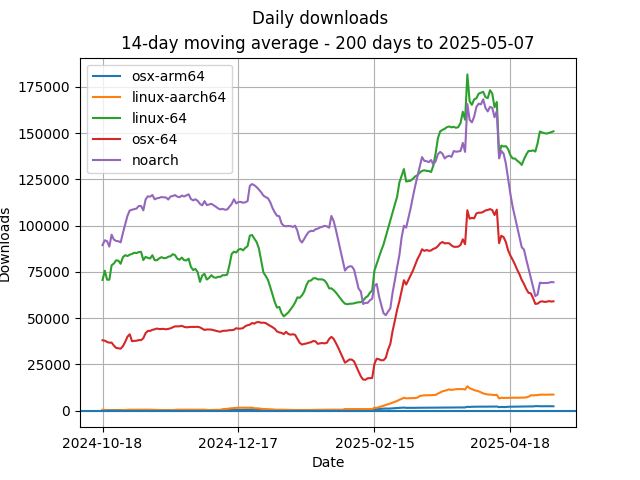 Daily downloads
14-day moving average - 200 days to 2025-05-07
osx-arm64
linux-aarch64
linux-64
osx-64
noarch
Downloads
175000
150000
125000
100000
75000
50000
25000
0
2024-10-18
2024-12-17
2025-02-15
2025-04-18
Date